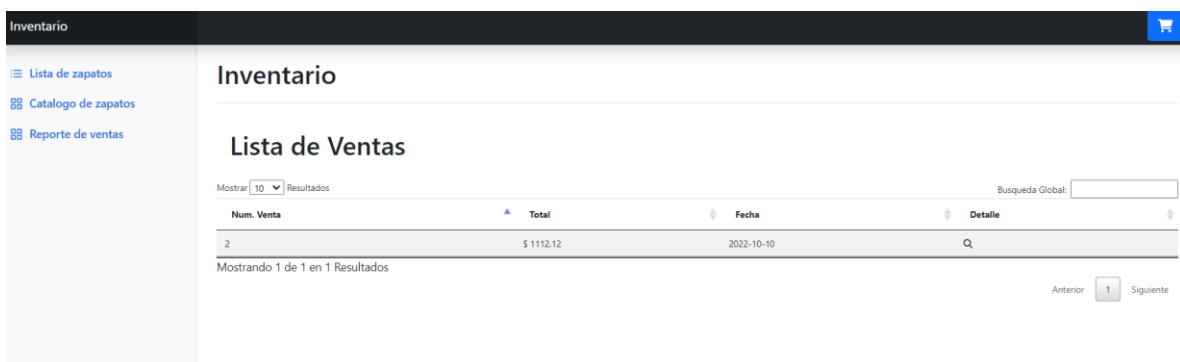 Inventario
Lista de zapatos
Catalogo de zapatos
Reporte de ventas
Inventario
Lista de Ventas
Mostrar 10 Resultados
Busqueda Global:
Num. Venta Total Fecha Detalle
2 $ 1112.12 2022-10-10
Mostrando 1 de 1 en 1 Resultados
Anterior 1 Siguiente